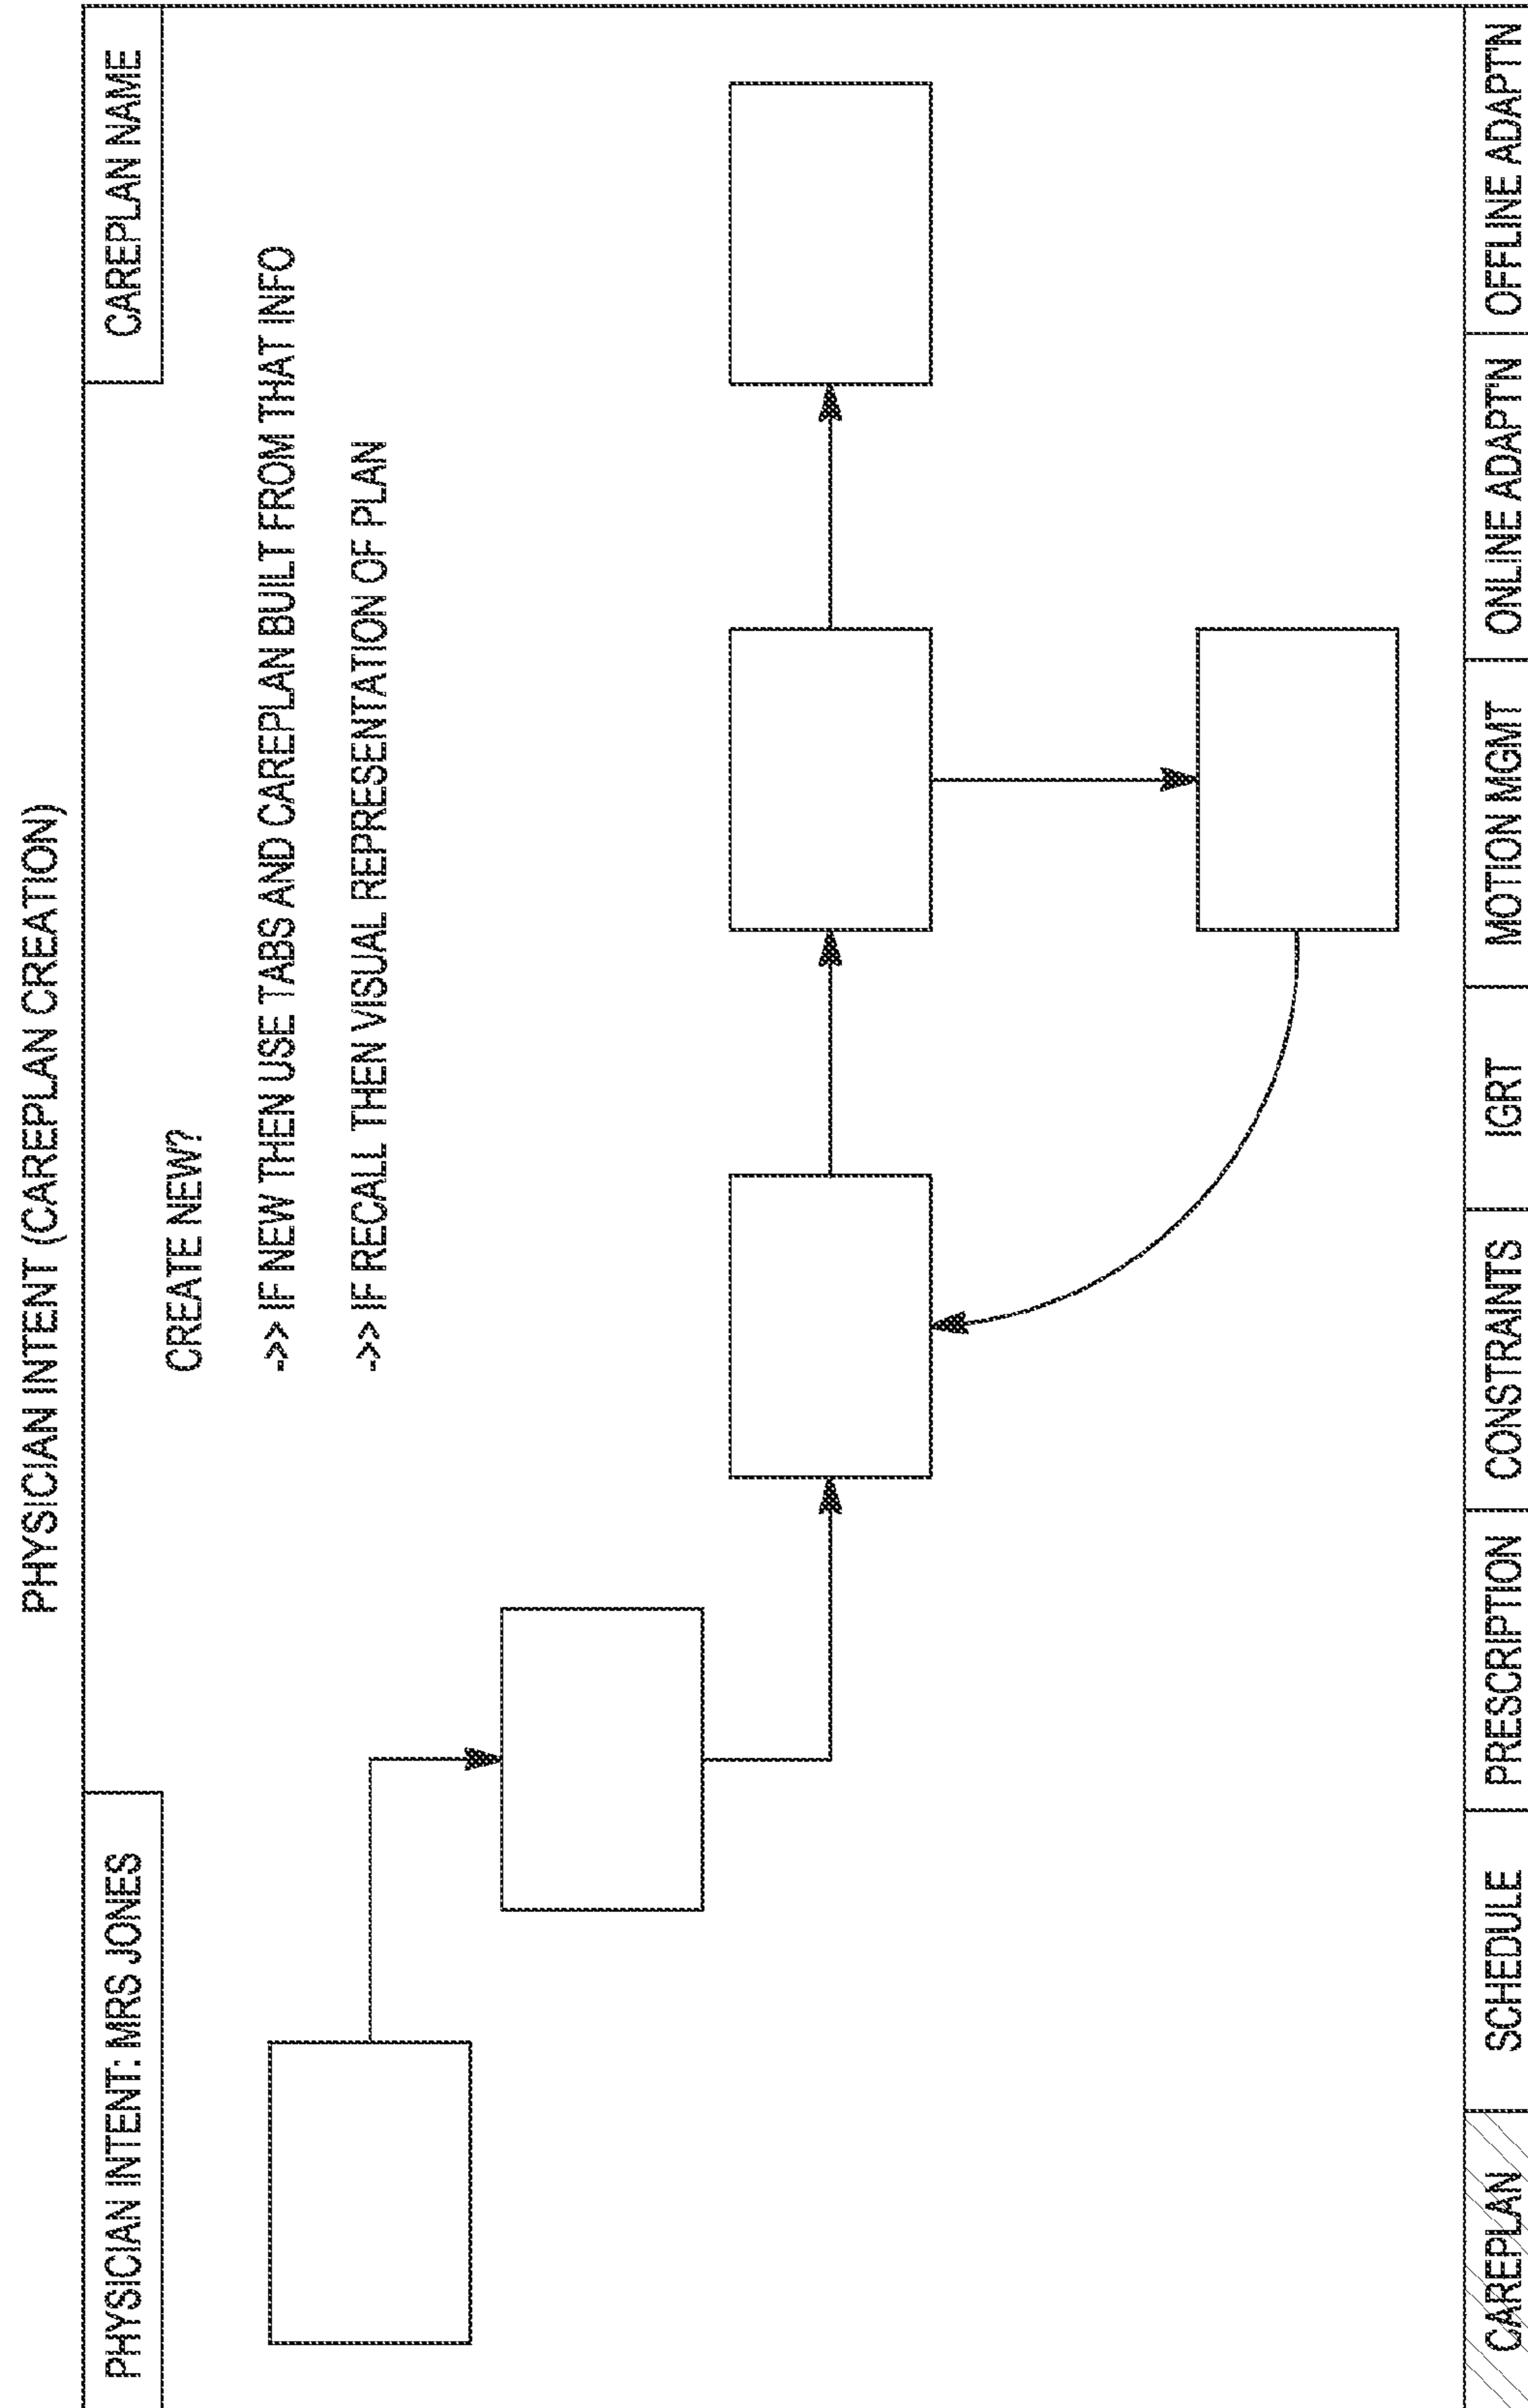 PHYSICIAN INTENT (CAREPLAN CREATION)
PHYSICIAN INTENT: MRS JONES
CAREPLAN NAME
CREATE NEW?
->> IF NEW THEN USE TABS AND CAREPLAN BUILT FROM THAT INFO
->> IF RECALL THEN VISUAL REPRESENTATION OF PLAN
CAREPLAN
SCHEDULE
PRESCRIPTION
CONSTRAINTS
IGRT
MOTION MGMT
ONLINE ADAPT'N
OFFLINE ADAPT'N